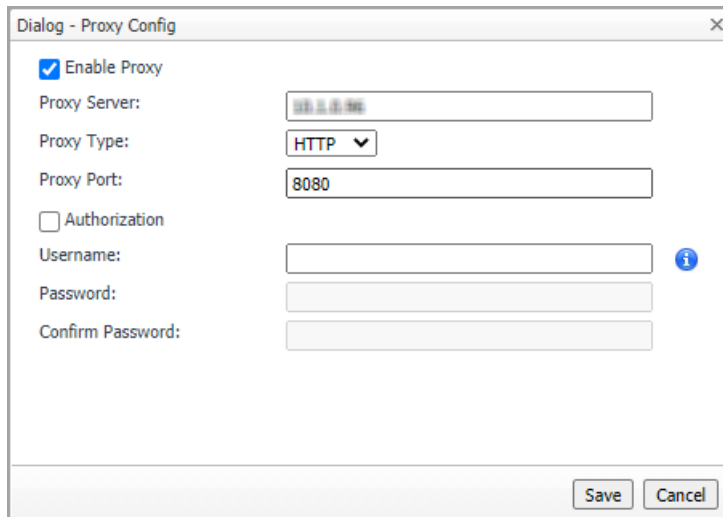 Dialog - Proxy Config
Enable Proxy
Proxy Server:
Proxy Type: HTTP
Proxy Port: 8080
Authorization
Username:
Password:
Confirm Password:
Save Cancel